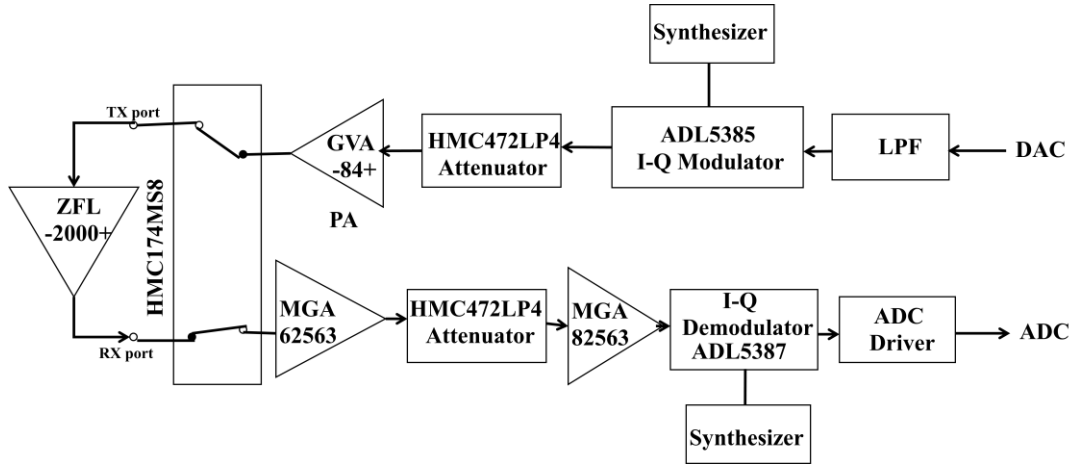 Synthesizer
TX port
GVA
-84+
PA
HMC472LP4
Attenuator
ADL5385
I-Q Modulator
LPF
DAC
ZFL
-2000+
HMC174MS8
RX port
MGA
62563
HMC472LP4
Attenuator
MGA
82563
I-Q
Demodulator
ADL5387
ADC
Driver
ADC
Synthesizer